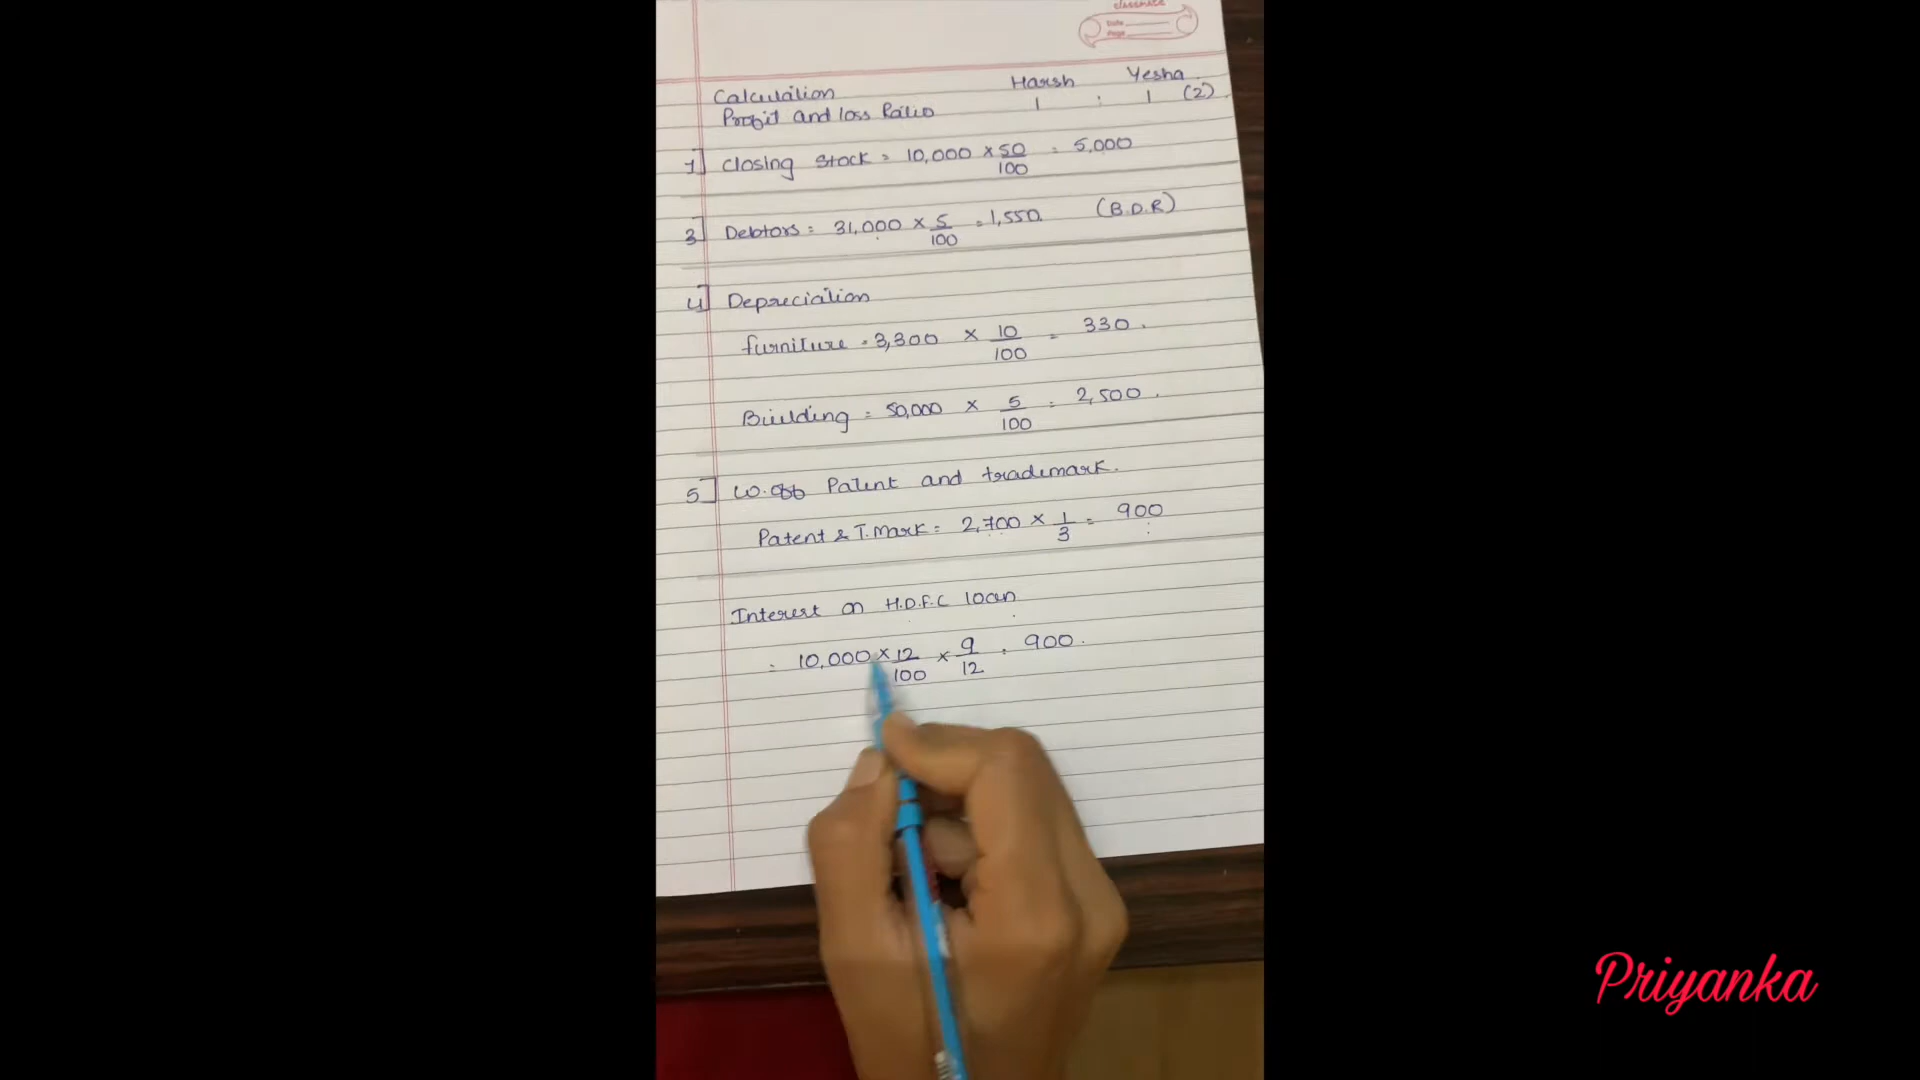 classmate
Date
Page
Harsh Yesha
Calculation
Profit and loss Ratio 1 : 1 (2)
1] Closing Stock = 10,000 × 50/100 = 5,000
3] Debtors = 31,000 × 5/100 = 1,550 (B.D.R)
4] Depreciation
furniture = 3,300 × 10/100 = 330.
Building = 50,000 × 5/100 = 2,500.
5] W.off Patent and trademark.
Patent & T.Mark = 2,700 × 1/3 = 900
Interest on H.D.F.C loan
= 10,000 × 12/100 × 9/12 = 900.
Priyanka